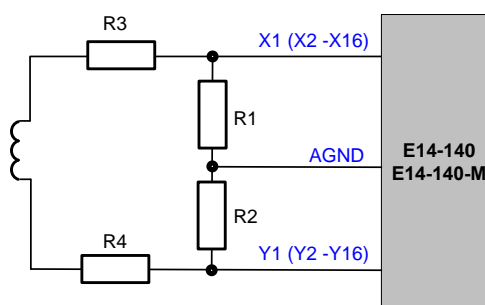 R3
X1 (X2 -X16)
R1
AGND
E14-140
E14-140-M
R2
R4
Y1 (Y2 -Y16)